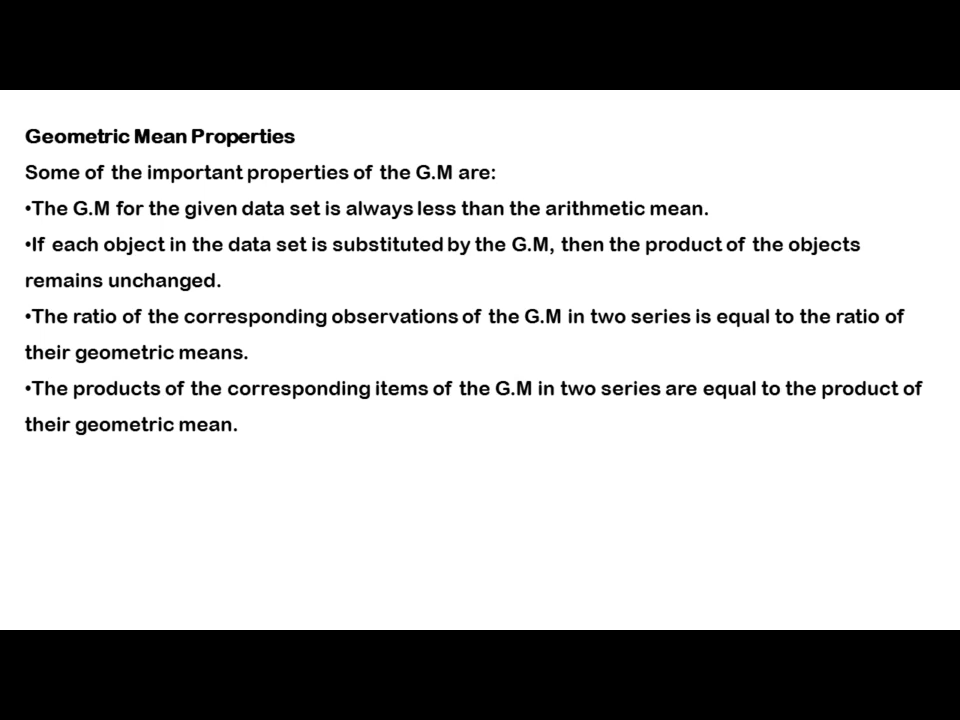 Geometric Mean Properties
Some of the important properties of the G.M are:
•The G.M for the given data set is always less than the arithmetic mean.
•If each object in the data set is substituted by the G.M, then the product of the objects
remains unchanged.
•The ratio of the corresponding observations of the G.M in two series is equal to the ratio of
their geometric means.
•The products of the corresponding items of the G.M in two series are equal to the product of
their geometric mean.